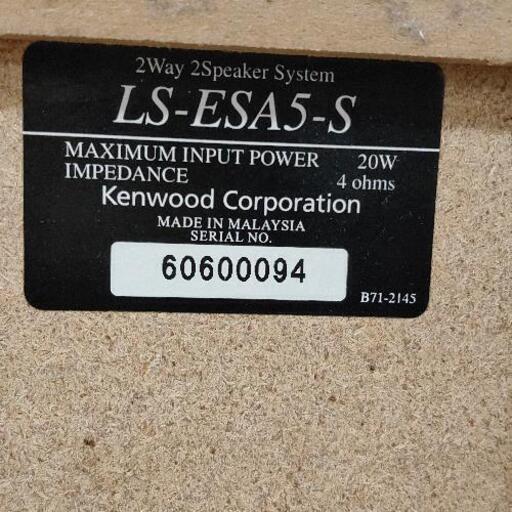 2Way 2Speaker System
LS-ESA5-S
MAXIMUM INPUT POWER 20W
IMPEDANCE 4 ohms
Kenwood Corporation
MADE IN MALAYSIA
SERIAL NO.
60600094
B71-2145